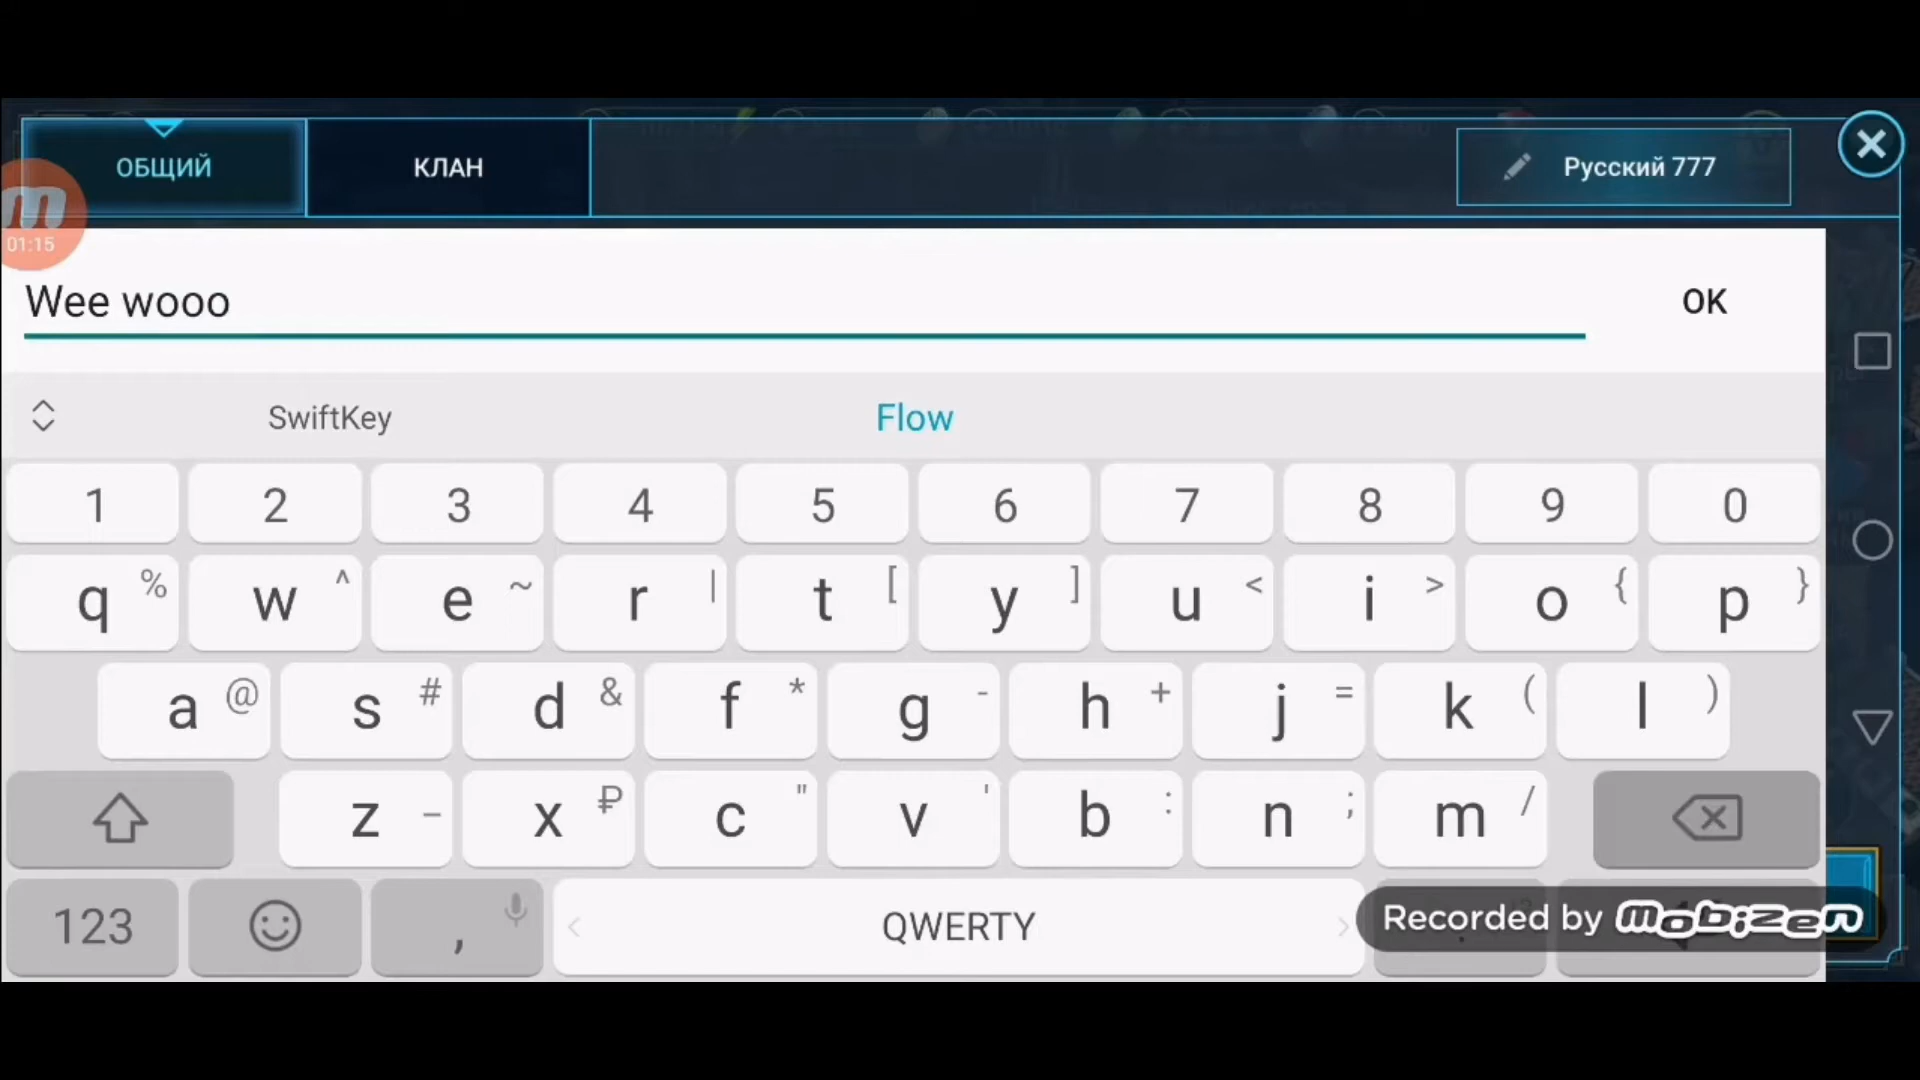 ОБЩИЙ
КЛАН
Русский 777
m
01:15
Wee wooo
OK
SwiftKey
Flow
1 2 3 4 5 6 7 8 9 0
q % w ^ e ~ r | t [ y ] u < i > o { p }
a @ s # d & f * g - h + j = k ( l )
z _ x ₽ c " v ' b : n ; m /
123 , QWERTY
Recorded by mobizen